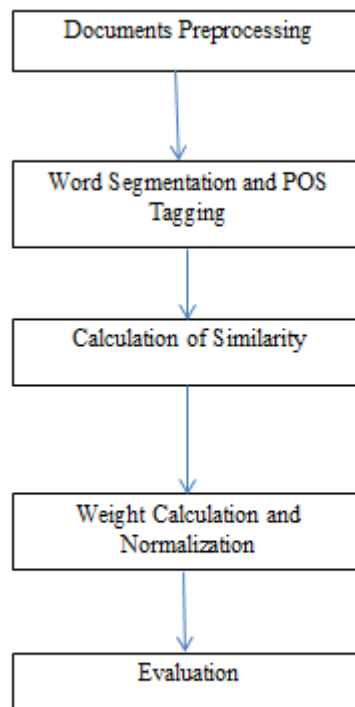 Documents Preprocessing
Word Segmentation and POS
Tagging
Calculation of Similarity
Weight Calculation and
Normalization
Evaluation